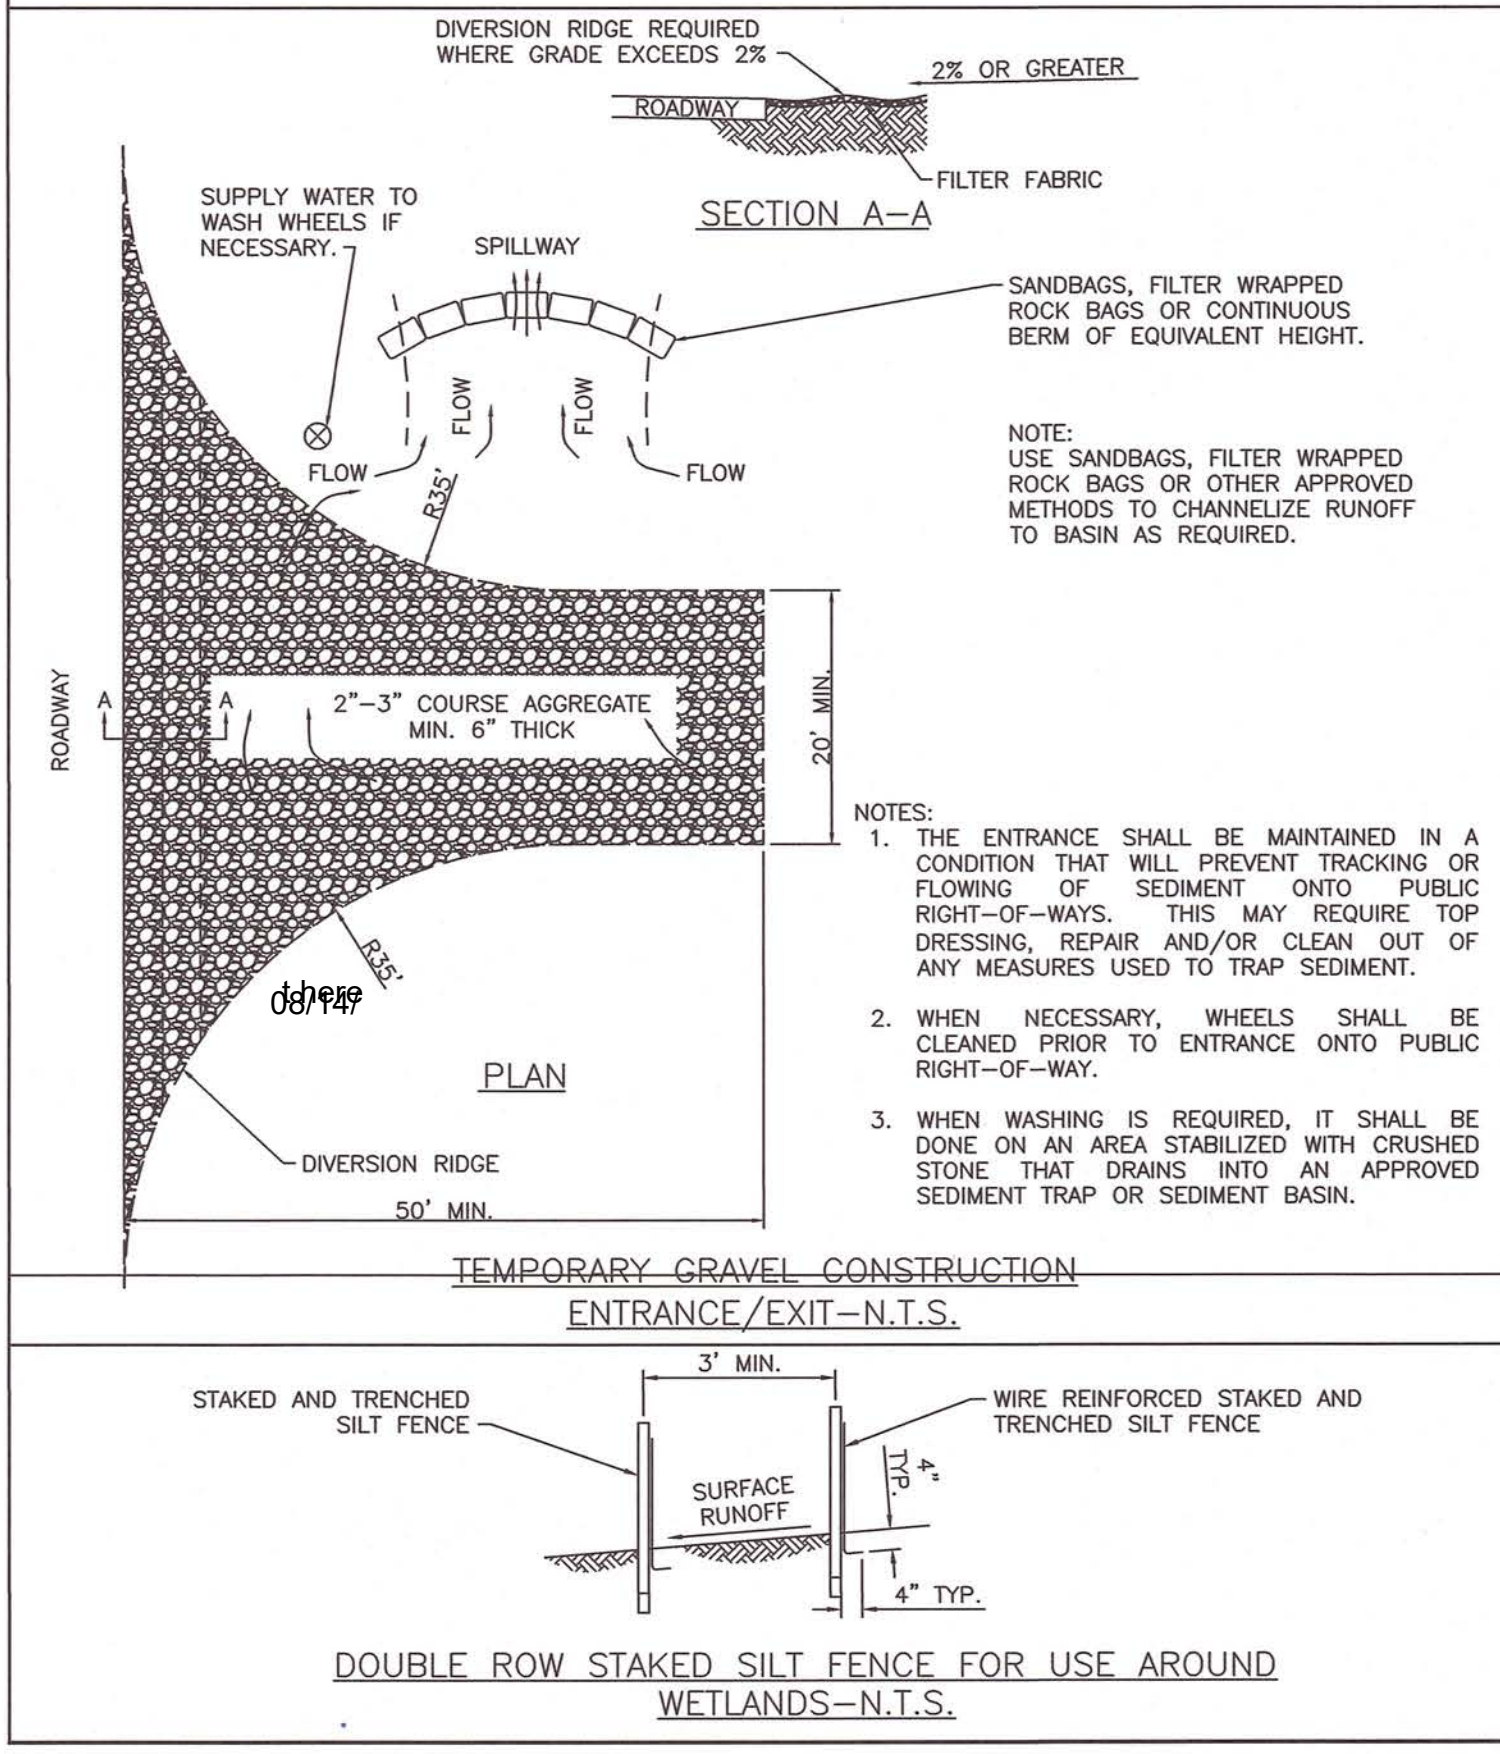 DIVERSION RIDGE REQUIRED
WHERE GRADE EXCEEDS 2%
2% OR GREATER
ROADWAY
FILTER FABRIC
SECTION A-A
SUPPLY WATER TO
WASH WHEELS IF
NECESSARY.
SPILLWAY
SANDBAGS, FILTER WRAPPED
ROCK BAGS OR CONTINUOUS
BERM OF EQUIVALENT HEIGHT.
FLOW
FLOW
FLOW
FLOW
R35'
NOTE:
USE SANDBAGS, FILTER WRAPPED
ROCK BAGS OR OTHER APPROVED
METHODS TO CHANNELIZE RUNOFF
TO BASIN AS REQUIRED.
ROADWAY
A
A
2"-3" COURSE AGGREGATE
MIN. 6" THICK
20' MIN.
R35'
08/14/
PLAN
DIVERSION RIDGE
50' MIN.
NOTES:
1. THE ENTRANCE SHALL BE MAINTAINED IN A
CONDITION THAT WILL PREVENT TRACKING OR
FLOWING OF SEDIMENT ONTO PUBLIC
RIGHT-OF-WAYS. THIS MAY REQUIRE TOP
DRESSING, REPAIR AND/OR CLEAN OUT OF
ANY MEASURES USED TO TRAP SEDIMENT.
2. WHEN NECESSARY, WHEELS SHALL BE
CLEANED PRIOR TO ENTRANCE ONTO PUBLIC
RIGHT-OF-WAY.
3. WHEN WASHING IS REQUIRED, IT SHALL BE
DONE ON AN AREA STABILIZED WITH CRUSHED
STONE THAT DRAINS INTO AN APPROVED
SEDIMENT TRAP OR SEDIMENT BASIN.
TEMPORARY GRAVEL CONSTRUCTION
ENTRANCE/EXIT-N.T.S.
3' MIN.
STAKED AND TRENCHED
SILT FENCE
WIRE REINFORCED STAKED AND
TRENCHED SILT FENCE
4"
TYP.
SURFACE
RUNOFF
4" TYP.
DOUBLE ROW STAKED SILT FENCE FOR USE AROUND
WETLANDS-N.T.S.